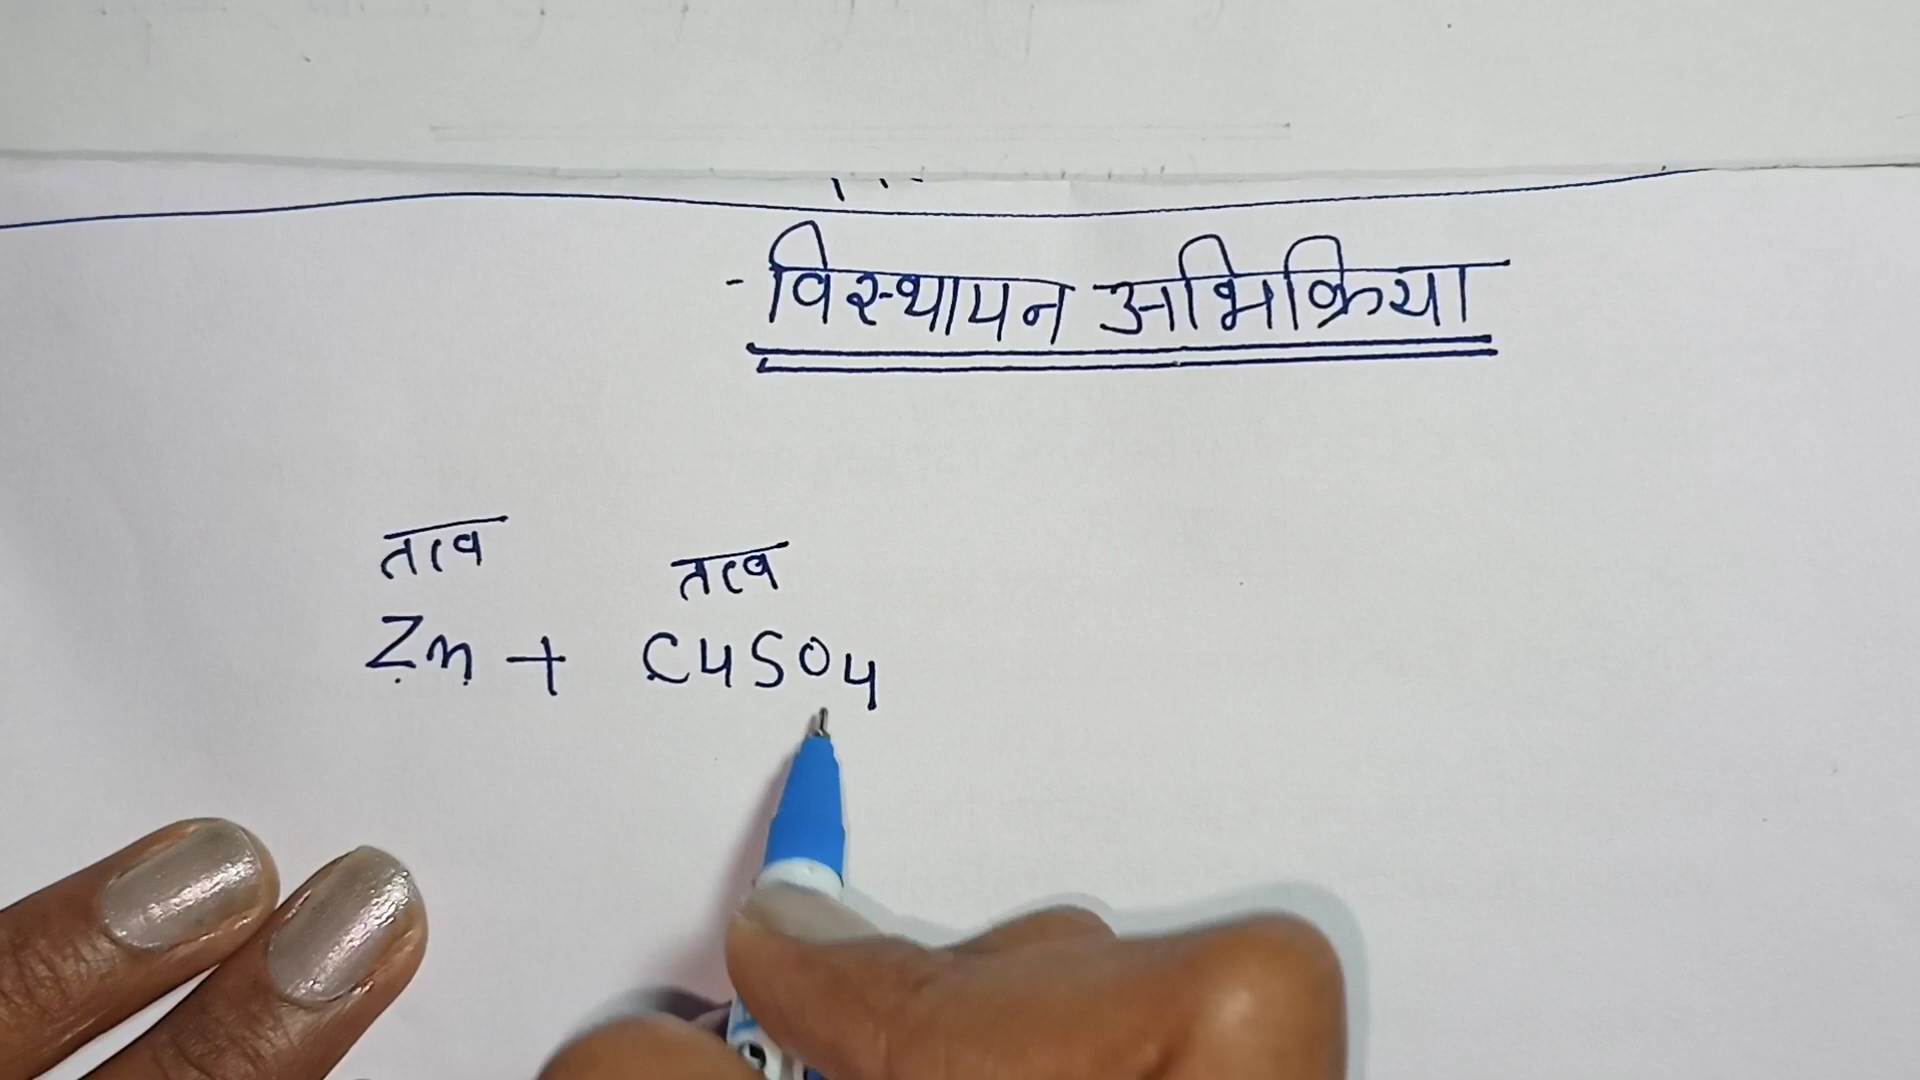 - विस्थापन अभिक्रिया
तत्व तत्व
Zn + CuSO4